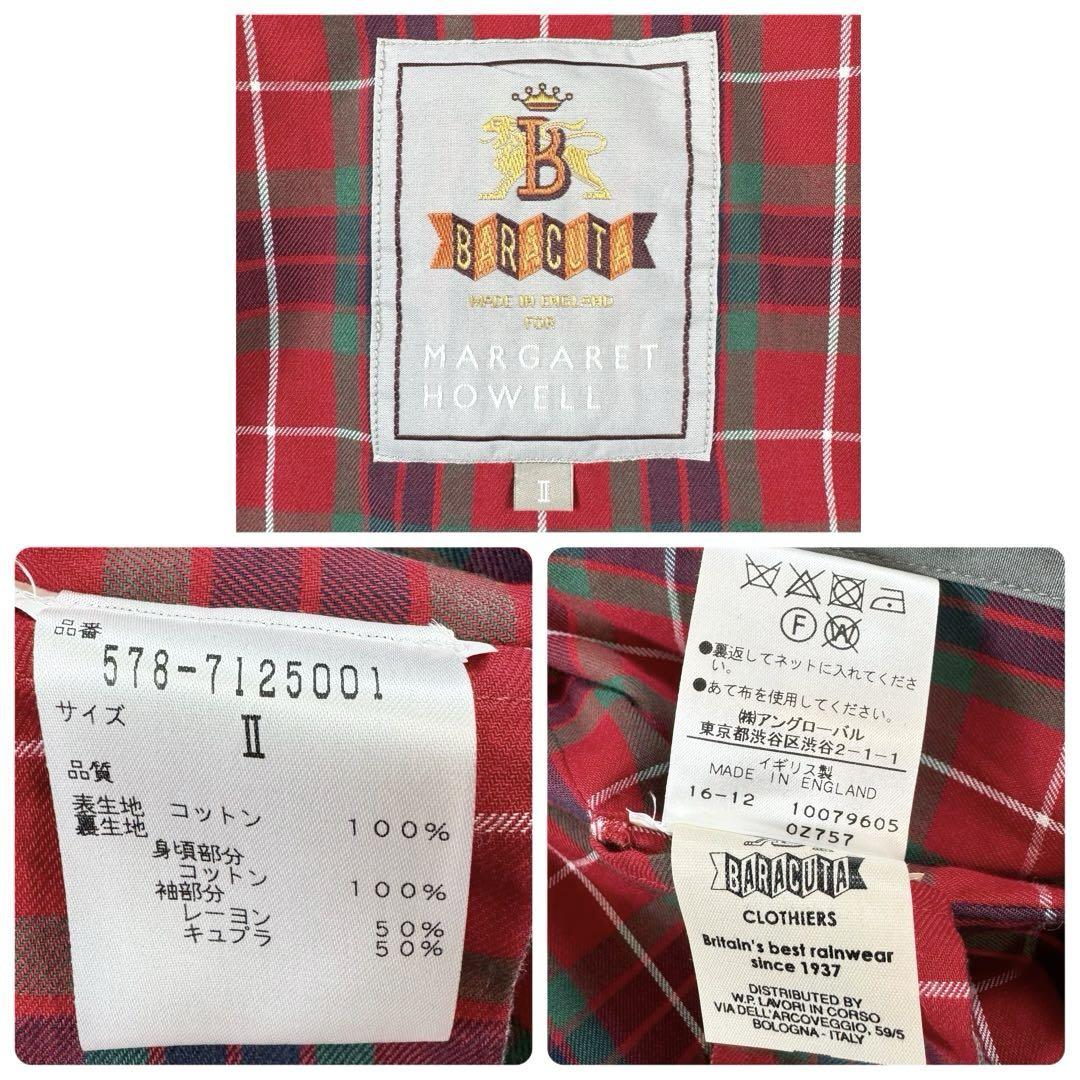 B
BARACUTA
MADE IN ENGLAND
FOR
MARGARET
HOWELL
II
品番
578-7125001
サイズ
II
品質
表生地 コットン 100%
裏生地
身頃部分
コットン 100%
袖部分
レーヨン 50%
キュプラ 50%
F
W
●裏返してネットに入れてくださ
い。
●あて布を使用してください。
㈱アングローバル
東京都渋谷区渋谷2-1-1
イギリス製
MADE IN ENGLAND
16-12 10079605
0Z757
BARACUTA
CLOTHIERS
Britain's best rainwear
since 1937
DISTRIBUTED BY
W.P. LAVORI IN CORSO
VIA DELL'ARCOVEGGIO, 59/5
BOLOGNA - ITALY